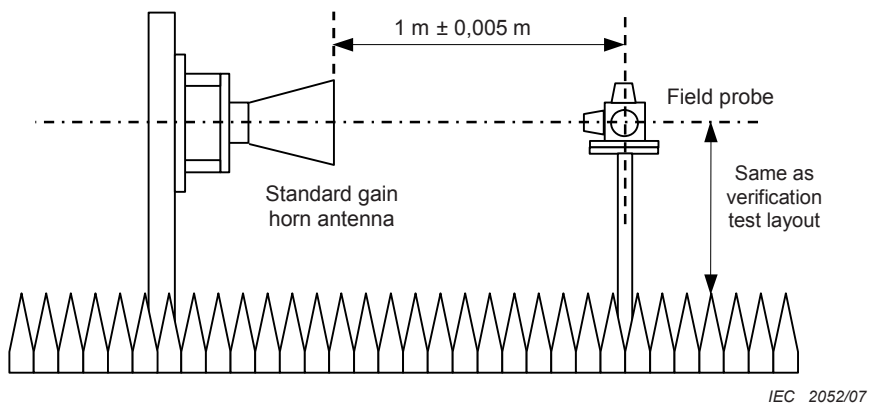 1 m ± 0,005 m
Field probe
Standard gain
horn antenna
Same as
verification
test layout
IEC 2052/07